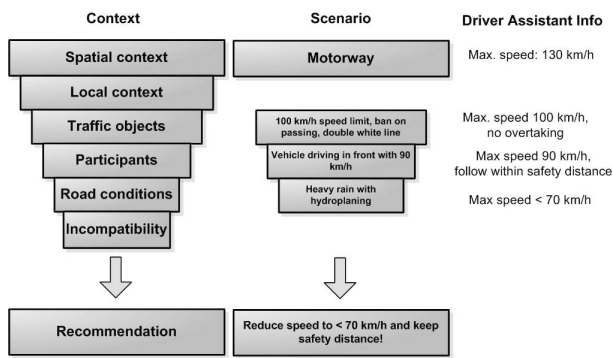 Context
Scenario
Driver Assistant Info
Spatial context
Motorway
Max. speed: 130 km/h
Local context
Traffic objects
100 km/h speed limit, ban on
passing, double white line
Max. speed 100 km/h,
no overtaking
Participants
Vehicle driving in front with 90
km/h
Max speed 90 km/h,
follow within safety distance
Road conditions
Heavy rain with
hydroplaning
Max speed < 70 km/h
Incompatibility
Recommendation
Reduce speed to < 70 km/h and keep
safety distance!